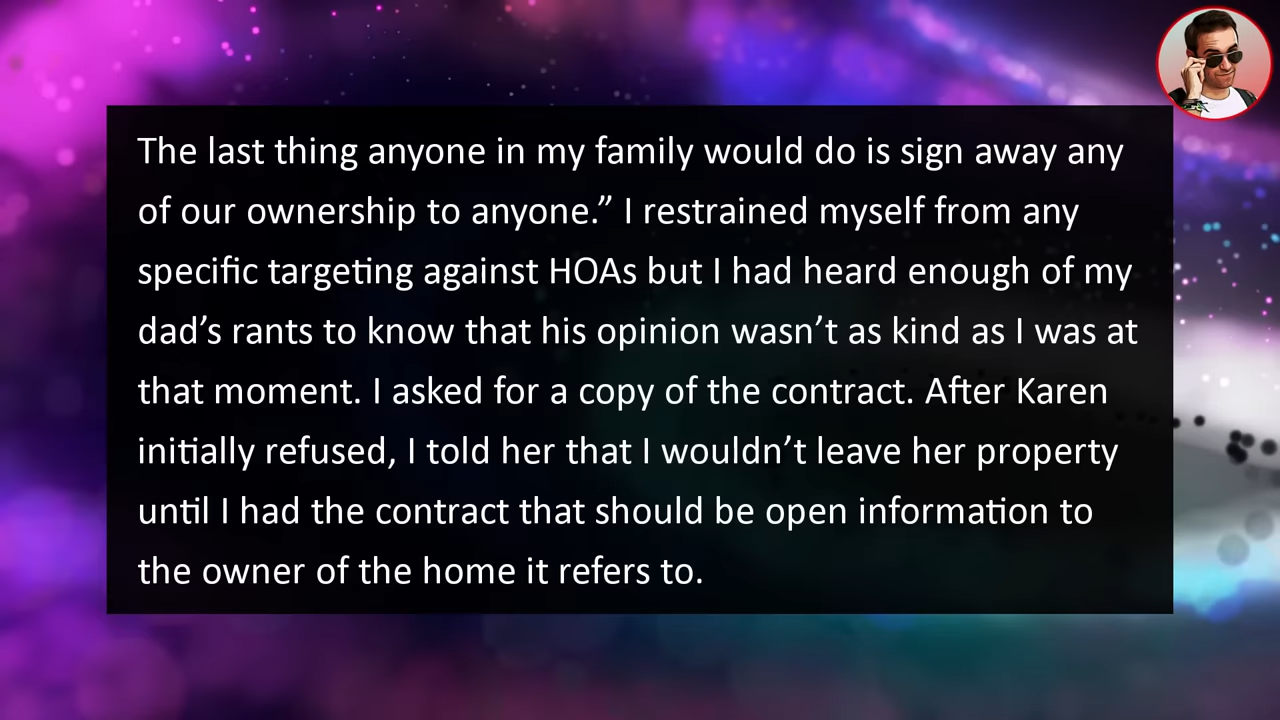 The last thing anyone in my family would do is sign away any
of our ownership to anyone.” I restrained myself from any
specific targeting against HOAs but I had heard enough of my
dad’s rants to know that his opinion wasn’t as kind as I was at
that moment. I asked for a copy of the contract. After Karen
initially refused, I told her that I wouldn’t leave her property
until I had the contract that should be open information to
the owner of the home it refers to.